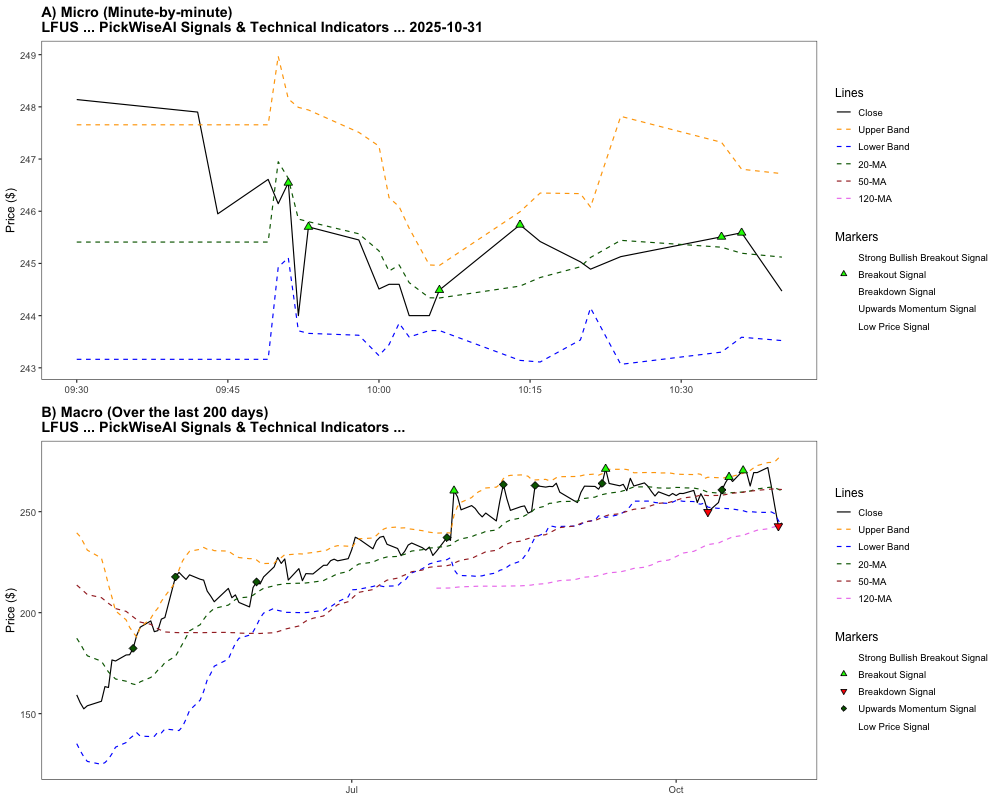 A) Micro (Minute-by-minute)
LFUS ... PickWiseAI Signals & Technical Indicators ... 2025-10-31
Price ($)
249
248
247
246
245
244
243
09:30
09:45
10:00
10:15
10:30
Lines
Close
Upper Band
Lower Band
20-MA
50-MA
120-MA
Markers
Strong Bullish Breakout Signal
Breakout Signal
Breakdown Signal
Upwards Momentum Signal
Low Price Signal
B) Macro (Over the last 200 days)
LFUS ... PickWiseAI Signals & Technical Indicators ...
Price ($)
250
200
150
Jul
Oct
Lines
Close
Upper Band
Lower Band
20-MA
50-MA
120-MA
Markers
Strong Bullish Breakout Signal
Breakout Signal
Breakdown Signal
Upwards Momentum Signal
Low Price Signal